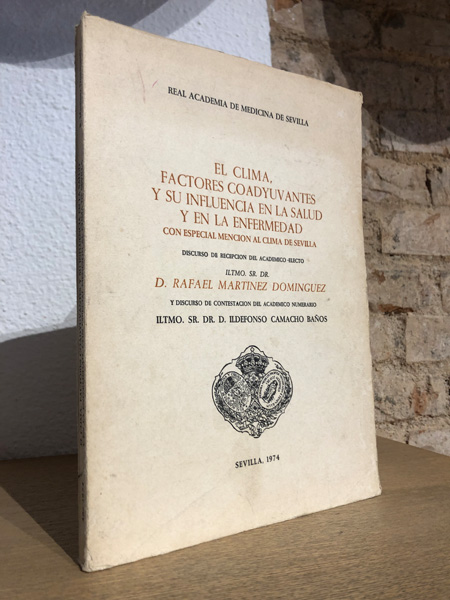 REAL ACADEMIA DE MEDICINA DE SEVILLA
EL CLIMA,
FACTORES COADYUVANTES
Y SU INFLUENCIA EN LA SALUD
Y EN LA ENFERMEDAD
CON ESPECIAL MENCION AL CLIMA DE SEVILLA
DISCURSO DE RECEPCION DEL ACADEMICO ELECTO
ILTMO. SR. DR.
D. RAFAEL MARTINEZ DOMINGUEZ
Y DISCURSO DE CONTESTACION DEL ACADEMICO NUMERARIO
ILTMO. SR. DR. D. ILDEFONSO CAMACHO BAÑOS
SEVILLA, 1974